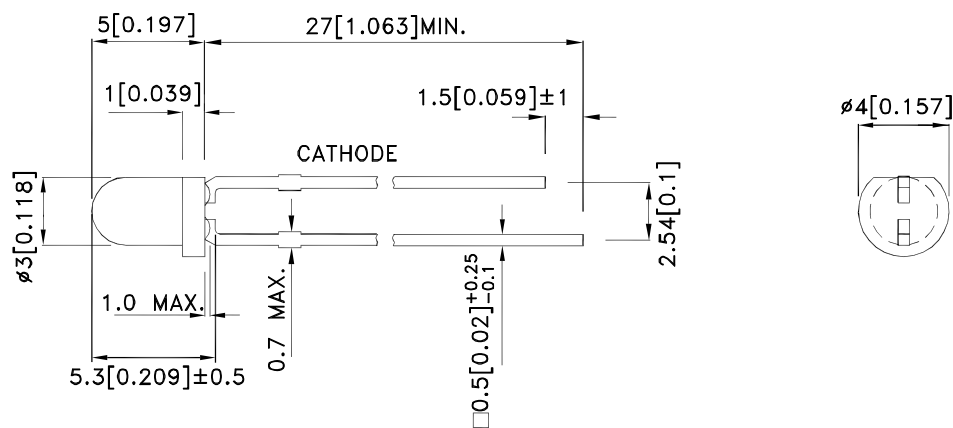 5[0.197]
27[1.063]MIN.
1[0.039]
1.5[0.059]±1
ø4[0.157]
CATHODE
ø3[0.118]
2.54[0.1]
1.0 MAX.
0.7 MAX.
□0.5[0.02]+0.25 -0.1
5.3[0.209]±0.5